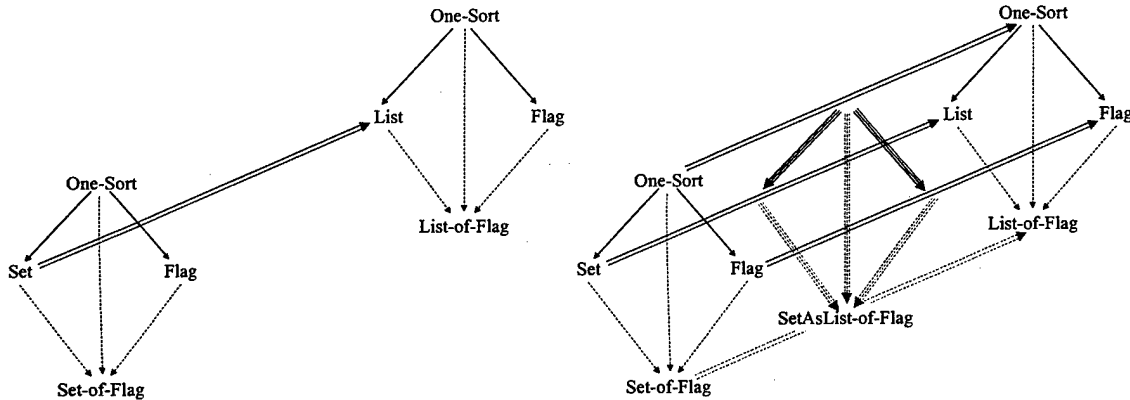 One-Sort
List
Flag
One-Sort
List-of-Flag
Set
Flag
Set-of-Flag
One-Sort
List
Flag
One-Sort
List-of-Flag
Set
Flag
SetAsList-of-Flag
Set-of-Flag